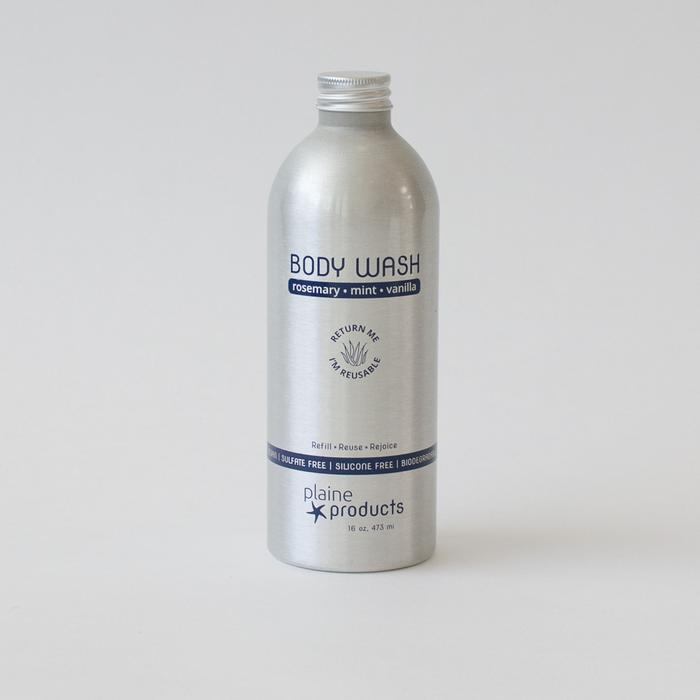 BODY WASH
rosemary • mint • vanilla
RETURN ME
I'M REUSABLE
Refill • Reuse • Rejoice
| SULFATE FREE | SILICONE FREE |
plaine
products
16 oz, 473 ml